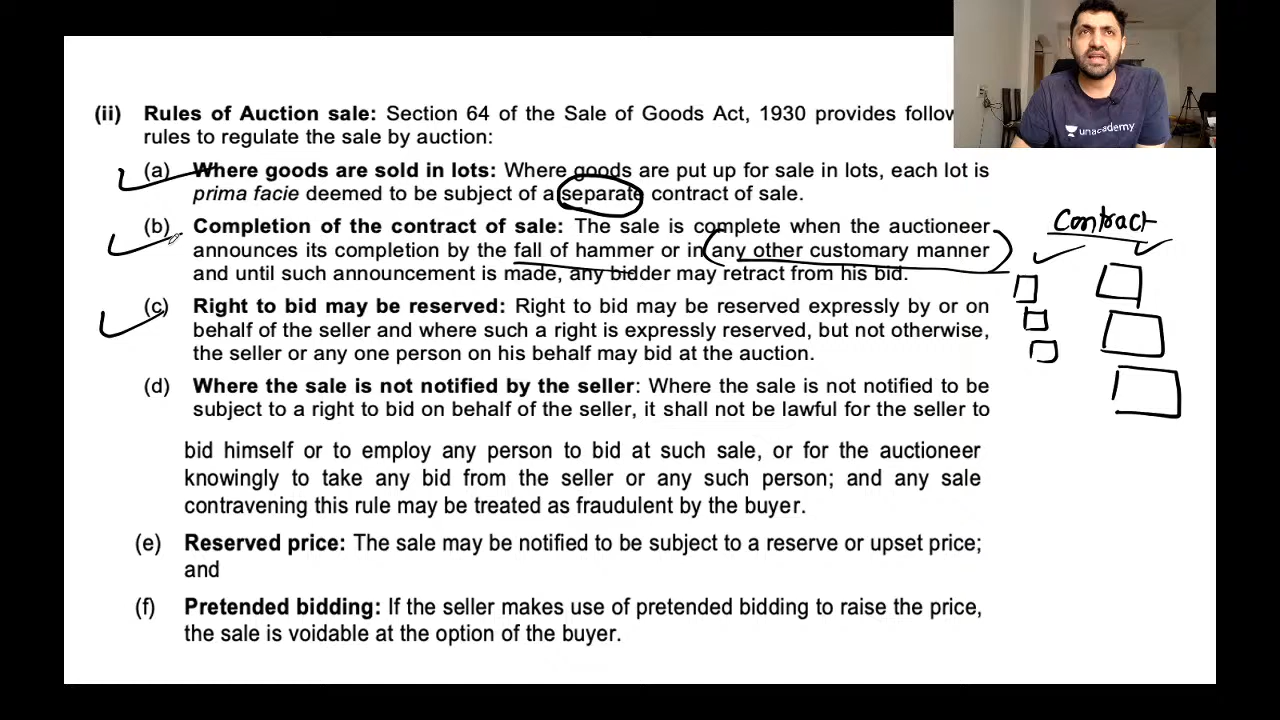 (ii) Rules of Auction sale: Section 64 of the Sale of Goods Act, 1930 provides follow
rules to regulate the sale by auction:
(a) Where goods are sold in lots: Where goods are put up for sale in lots, each lot is
prima facie deemed to be subject of a separate contract of sale.
(b) Completion of the contract of sale: The sale is complete when the auctioneer
announces its completion by the fall of hammer or in any other customary manner
and until such announcement is made, any bidder may retract from his bid.
(c) Right to bid may be reserved: Right to bid may be reserved expressly by or on
behalf of the seller and where such a right is expressly reserved, but not otherwise,
the seller or any one person on his behalf may bid at the auction.
(d) Where the sale is not notified by the seller: Where the sale is not notified to be
subject to a right to bid on behalf of the seller, it shall not be lawful for the seller to
bid himself or to employ any person to bid at such sale, or for the auctioneer
knowingly to take any bid from the seller or any such person; and any sale
contravening this rule may be treated as fraudulent by the buyer.
(e) Reserved price: The sale may be notified to be subject to a reserve or upset price;
and
(f) Pretended bidding: If the seller makes use of pretended bidding to raise the price,
the sale is voidable at the option of the buyer.
unacademy
Contract